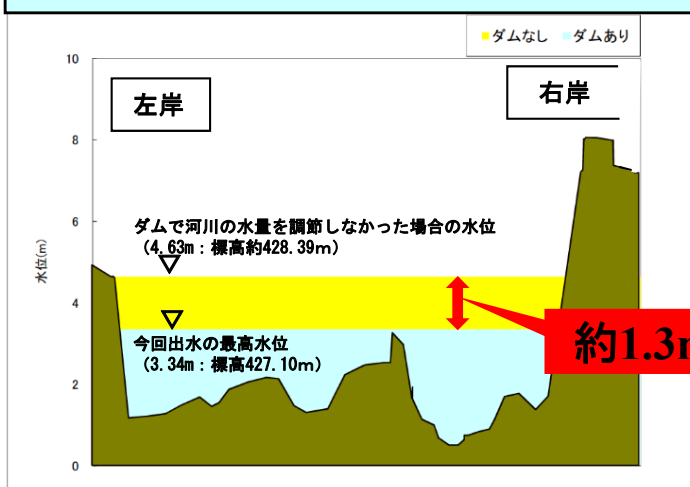 ダムなし ダムあり
左岸
右岸
ダムで河川の水量を調節しなかった場合の水位
(4.63m:標高約428.39m)
今回出水の最高水位
(3.34m:標高427.10m)
約1.3m
水位(m)
10
8
6
4
2
0